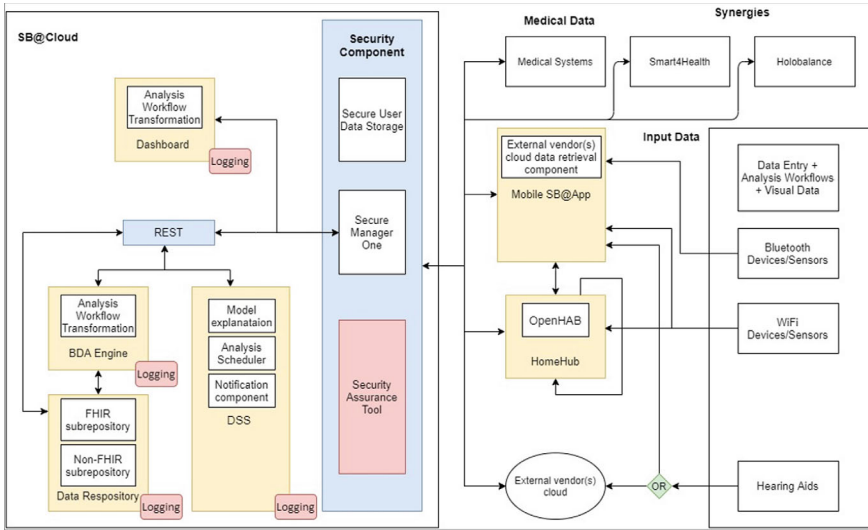 SB@Cloud
Security
Component
Medical Data
Synergies
Medical Systems
Smart4Health
Holobalance
Analysis
Workflow
Transformation
Dashboard
Logging
Secure User
Data Storage
Input Data
External vendor(s)
cloud data retrieval
component
Mobile SB@App
Data Entry +
Analysis Workflows
+ Visual Data
REST
Secure
Manager
One
Bluetooth
Devices/Sensors
Analysis
Workflow
Transformation
BDA Engine
Logging
Model
explanataion
Analysis
Scheduler
Notification
component
DSS
Logging
OpenHAB
HomeHub
WiFi
Devices/Sensors
Security
Assurance
Tool
FHIR
subrepository
Non-FHIR
subrepository
Data Respository
Logging
External vendor(s)
cloud
OR
Hearing Aids